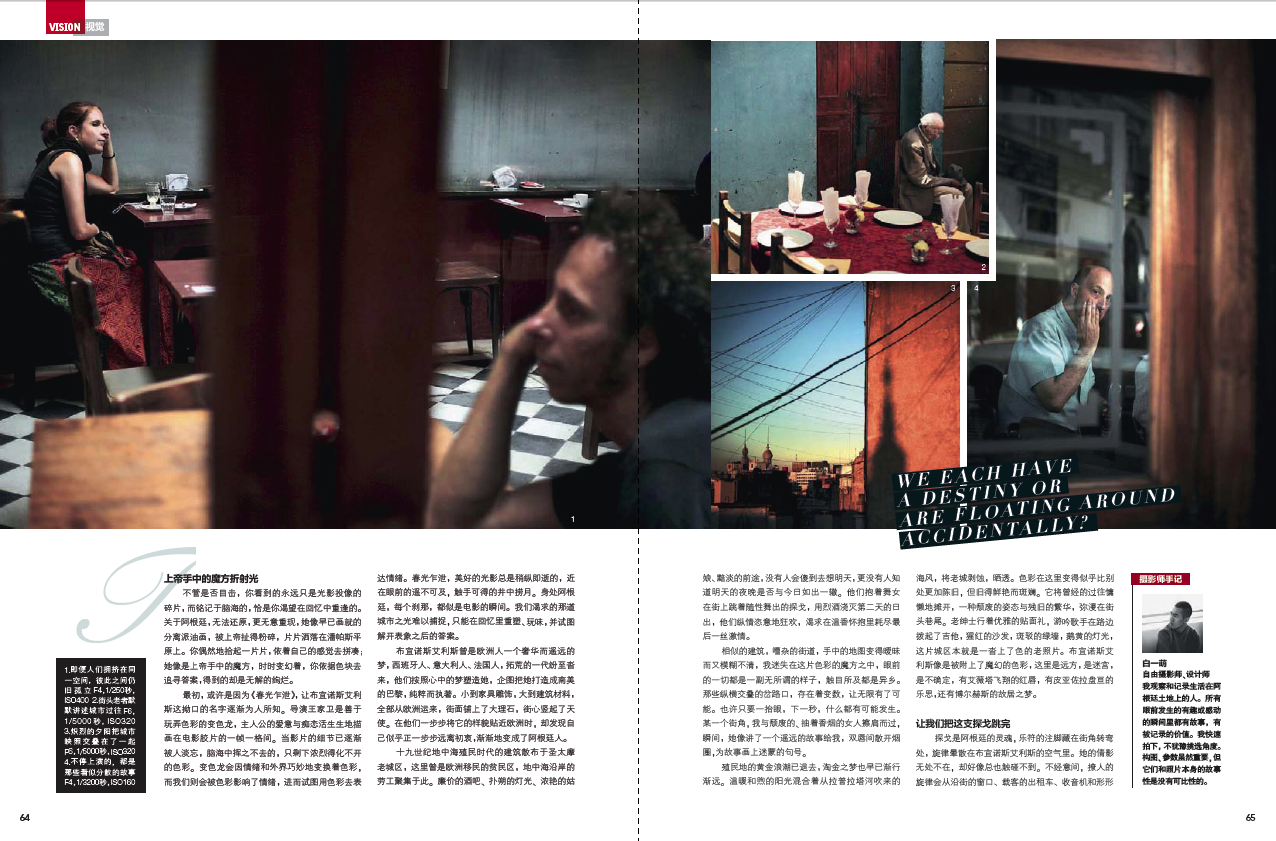 VISION 视觉
1
2
3
4
WE EACH HAVE
A DESTINY OR
ARE FLOATING AROUND
ACCIDENTALLY?
1.即便人们拥挤在同
一空间，彼此之间仍
旧孤立 F4,1/250秒,
ISO400 2.街头老者默
默讲述城市过往 F6,
1/5000 秒, ISO320
3.炽烈的夕阳把城市
映照交叠在了一起
F8,1/5000秒,ISO320
4.不停上演的，都是
那些看似分散的故事
F4,1/3200秒,ISO160
上帝手中的魔方折射光
不管是否目击，你看到的永远只是光影投像的
碎片，而铭记于脑海的，恰是你渴望在回忆中重逢的。
关于阿根廷，无法还原，更无意重现，她像早已画就的
分离派油画，被上帝扯得粉碎，片片洒落在潘帕斯平
原上。你偶然地拾起一片片，依着自己的感觉去拼凑；
她像是上帝手中的魔方，时时变幻着，你依据色块去
追寻答案，得到的却是无解的绚烂。
最初，或许是因为《春光乍泄》，让布宜诺斯艾利
斯这拗口的名字逐渐为人所知。导演王家卫是善于
玩弄色彩的变色龙，主人公的爱意与痴态活生生地描
画在电影胶片的一帧一格间。当影片的细节已逐渐
被人淡忘，脑海中挥之不去的，只剩下浓烈得化不开
的色彩。变色龙会因情绪和外界巧妙地变换着色彩，
而我们则会被色彩影响了情绪，进而试图用色彩去表
达情绪。春光乍泄，美好的光影总是稍纵即逝的，近
在眼前的遥不可及，触手可得的井中捞月。身处阿根
廷，每个刹那，都似是电影的瞬间。我们渴求的那道
城市之光难以捕捉，只能在回忆里重塑、玩味，并试图
解开表象之后的答案。
布宜诺斯艾利斯曾是欧洲人一个奢华而遥远的
梦，西班牙人、意大利人、法国人，拓荒的一代纷至沓
来，他们按照心中的梦塑造她，企图把她打造成南美
的巴黎，纯粹而执著。小到家具雕饰，大到建筑材料，
全部从欧洲运来，街面铺上了大理石，街心竖起了天
使。在他们一步步将它的样貌贴近欧洲时，却发现自
己似乎正一步步远离初衷，渐渐地变成了阿根廷人。
十九世纪地中海殖民时代的建筑散布于圣太摩
老城区，这里曾是欧洲移民的贫民区，地中海沿岸的
穷工聚集于此。廉价的酒吧、扑朔的灯光、浓艳的姑
娘、黯淡的前途，没有人会傻到去想明天，更没有人知
道明天的夜晚是否与今日如出一辙。他们抱着舞女
在街上跳着随性舞出的探戈，用烈酒浇灭第二天的日
出，他们纵情恣意地狂欢，渴求在温香怀抱里耗尽最
后一丝激情。
相似的建筑，嘈杂的街道，手中的地图变得暧昧
而又模糊不清，我迷失在这片色彩的魔方之中，眼前
的一切都是一副无所谓的样子，触目所及都是异乡。
那些纵横交叠的岔路口，存在着变数，让无限有了可
能。也许只要一抬眼，下一秒，什么都有可能发生。
某一个街角，我与颓废的、抽着香烟的女人擦肩而过，
瞬间，她像讲了一个遥远的故事给我，双唇间散开烟
圈，为故事画上迷蒙的句号。
殖民地的黄金浪潮已退去，淘金之梦也早已渐行
渐远。温暖和煦的阳光混合着从拉普拉塔河吹来的
海风，将老城剥蚀，晒透。色彩在这里变得似乎比别
处更加陈旧，但旧得鲜艳而斑斓。它将曾经的过往慵
懒地摊开，一种颓废的姿态与残旧的繁华，弥漫在街
头巷尾。老绅士行着优雅的贴面礼，游吟歌手在路边
拨起了吉他，猩红的沙发，斑驳的绿墙，鹅黄的灯光，
这片城区本就是一沓上了色的老照片。布宜诺斯艾
利斯像是被附上了魔幻的色彩，这里是远方，是迷宫，
是不确定，有艾薇塔飞翔的红唇，有皮亚佐拉盘亘的
乐思，还有博尔赫斯的故居之梦。
让我们把这支探戈跳完
探戈是阿根廷的灵魂，乐符的注脚藏在街角转弯
处，旋律蔓散在布宜诺斯艾利斯的空气里。她的倩影
无处不在，却好像总也触碰不到。不经意间，撩人的
旋律会从沿街的窗口、载客的出租车、收音机和形形
摄影师手记
白一萌
自由摄影师、设计师
我观察和记录生活在阿
根廷土地上的人。所有
眼前发生的有趣或感动
的瞬间里都有故事，有
被记录的价值。我快速
拍下，不犹豫挑选角度。
构图、参数虽然重要，但
它们和照片本身的故事
性是没有可比性的。
64
65